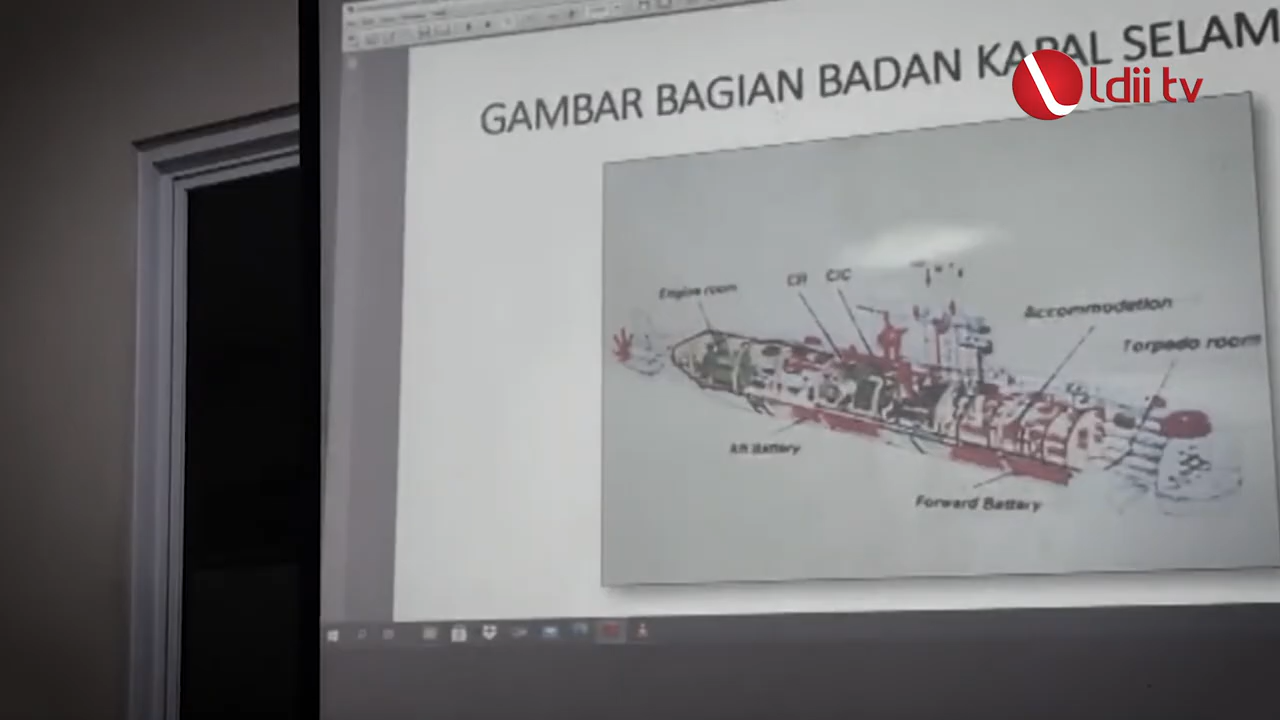 GAMBAR BAGIAN BADAN KAPAL SELAM
ldii tv
Engine room
CR CIC
Accommodation
Torpedo room
Aft Battery
Forward Battery